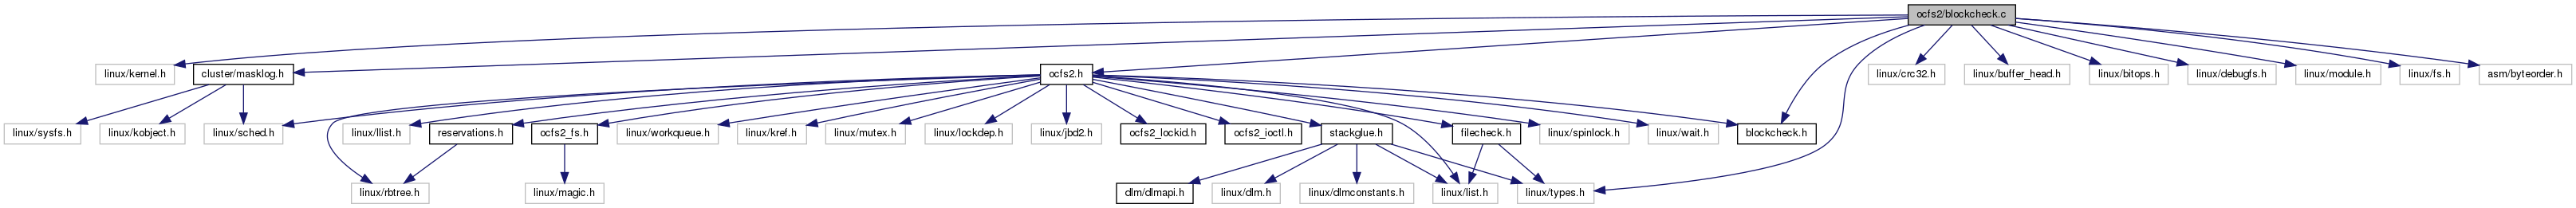 ocfs2/blockcheck.c
linux/kernel.h
cluster/masklog.h
ocfs2.h
linux/crc32.h
linux/buffer_head.h
linux/bitops.h
linux/debugfs.h
linux/module.h
linux/fs.h
asm/byteorder.h
linux/sysfs.h
linux/kobject.h
linux/sched.h
linux/llist.h
reservations.h
ocfs2_fs.h
linux/workqueue.h
linux/kref.h
linux/mutex.h
linux/lockdep.h
linux/jbd2.h
ocfs2_lockid.h
ocfs2_ioctl.h
stackglue.h
filecheck.h
linux/spinlock.h
linux/wait.h
blockcheck.h
linux/rbtree.h
linux/magic.h
dlm/dlmapi.h
linux/dlm.h
linux/dlmconstants.h
linux/list.h
linux/types.h